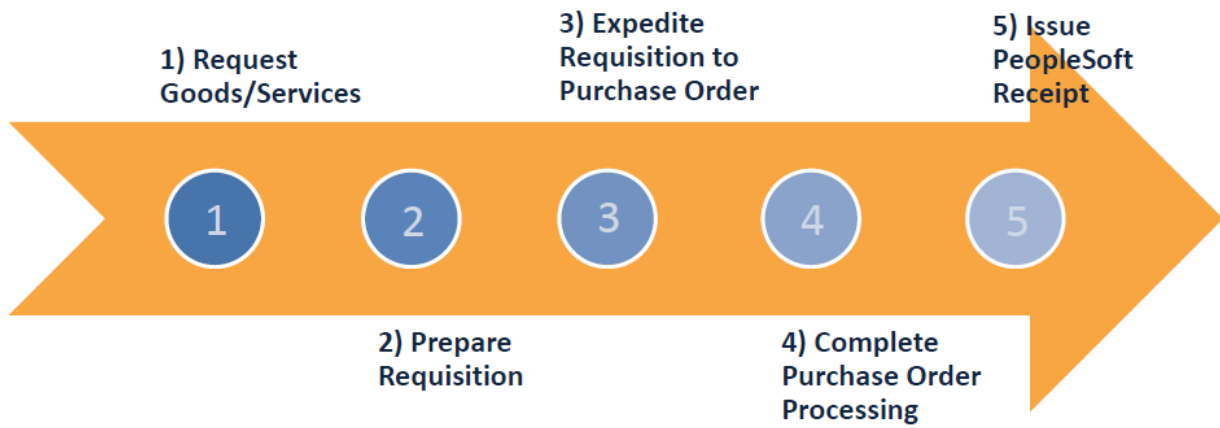 1) Request
Goods/Services
3) Expedite
Requisition to
Purchase Order
5) Issue
PeopleSoft
Receipt
1
2
3
4
5
2) Prepare
Requisition
4) Complete
Purchase Order
Processing